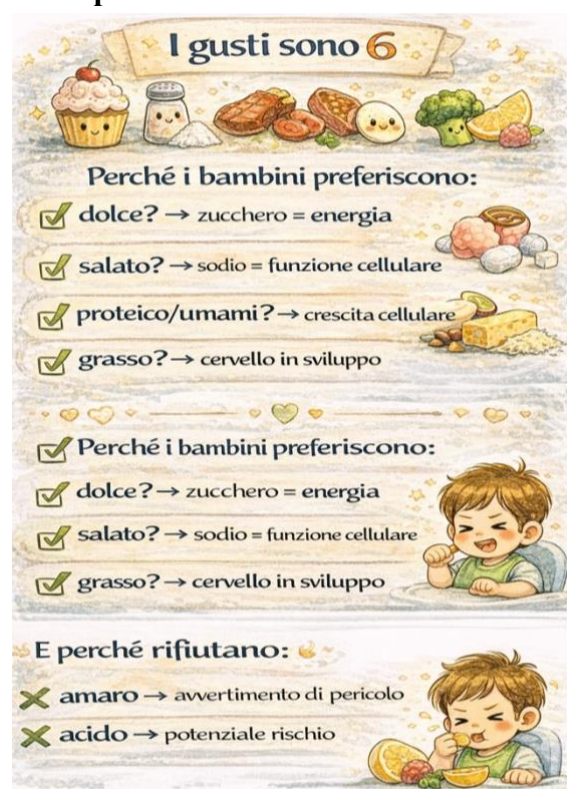 I gusti sono 6
Perché i bambini preferiscono:
dolce? → zucchero = energia
salato? → sodio = funzione cellulare
proteico/umami? → crescita cellulare
grasso? → cervello in sviluppo
Perché i bambini preferiscono:
dolce? → zucchero = energia
salato? → sodio = funzione cellulare
grasso? → cervello in sviluppo
E perché rifiutano:
amaro → avvertimento di pericolo
acido → potenziale rischio